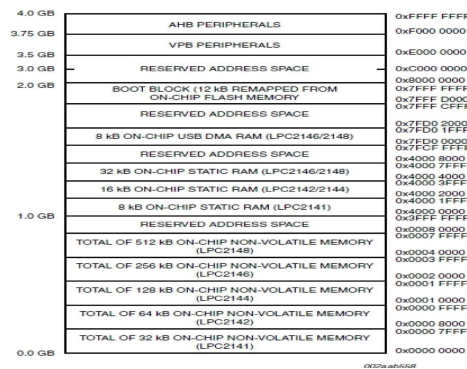 4.0 GB
AHB PERIPHERALS
0xFFFF FFFF
3.75 GB
0xF000 0000
VPB PERIPHERALS
3.5 GB
0xE000 0000
3.0 GB
RESERVED ADDRESS SPACE
0xC000 0000
2.0 GB
0x8000 0000
BOOT BLOCK (12 kB REMAPPED FROM
ON-CHIP FLASH MEMORY
0x7FFF FFFF
0x7FFF D000
0x7FFF CFFF
RESERVED ADDRESS SPACE
0x7FD0 2000
0x7FD0 1FFF
8 kB ON-CHIP USB DMA RAM (LPC2146/2148)
0x7FD0 0000
0x7FCF FFFF
RESERVED ADDRESS SPACE
0x4000 8000
0x4000 7FFF
32 kB ON-CHIP STATIC RAM (LPC2146/2148)
0x4000 4000
0x4000 3FFF
16 kB ON-CHIP STATIC RAM (LPC2142/2144)
0x4000 2000
0x4000 1FFF
8 kB ON-CHIP STATIC RAM (LPC2141)
1.0 GB
0x4000 0000
0x3FFF FFFF
RESERVED ADDRESS SPACE
0x0008 0000
0x0007 FFFF
TOTAL OF 512 kB ON-CHIP NON-VOLATILE MEMORY
(LPC2148)
0x0004 0000
0x0003 FFFF
TOTAL OF 256 kB ON-CHIP NON-VOLATILE MEMORY
(LPC2146)
0x0002 0000
0x0001 FFFF
TOTAL OF 128 kB ON-CHIP NON-VOLATILE MEMORY
(LPC2144)
0x0001 0000
0x0000 FFFF
TOTAL OF 64 kB ON-CHIP NON-VOLATILE MEMORY
(LPC2142)
0x0000 8000
0x0000 7FFF
TOTAL OF 32 kB ON-CHIP NON-VOLATILE MEMORY
(LPC2141)
0.0 GB
0x0000 0000
002aab558